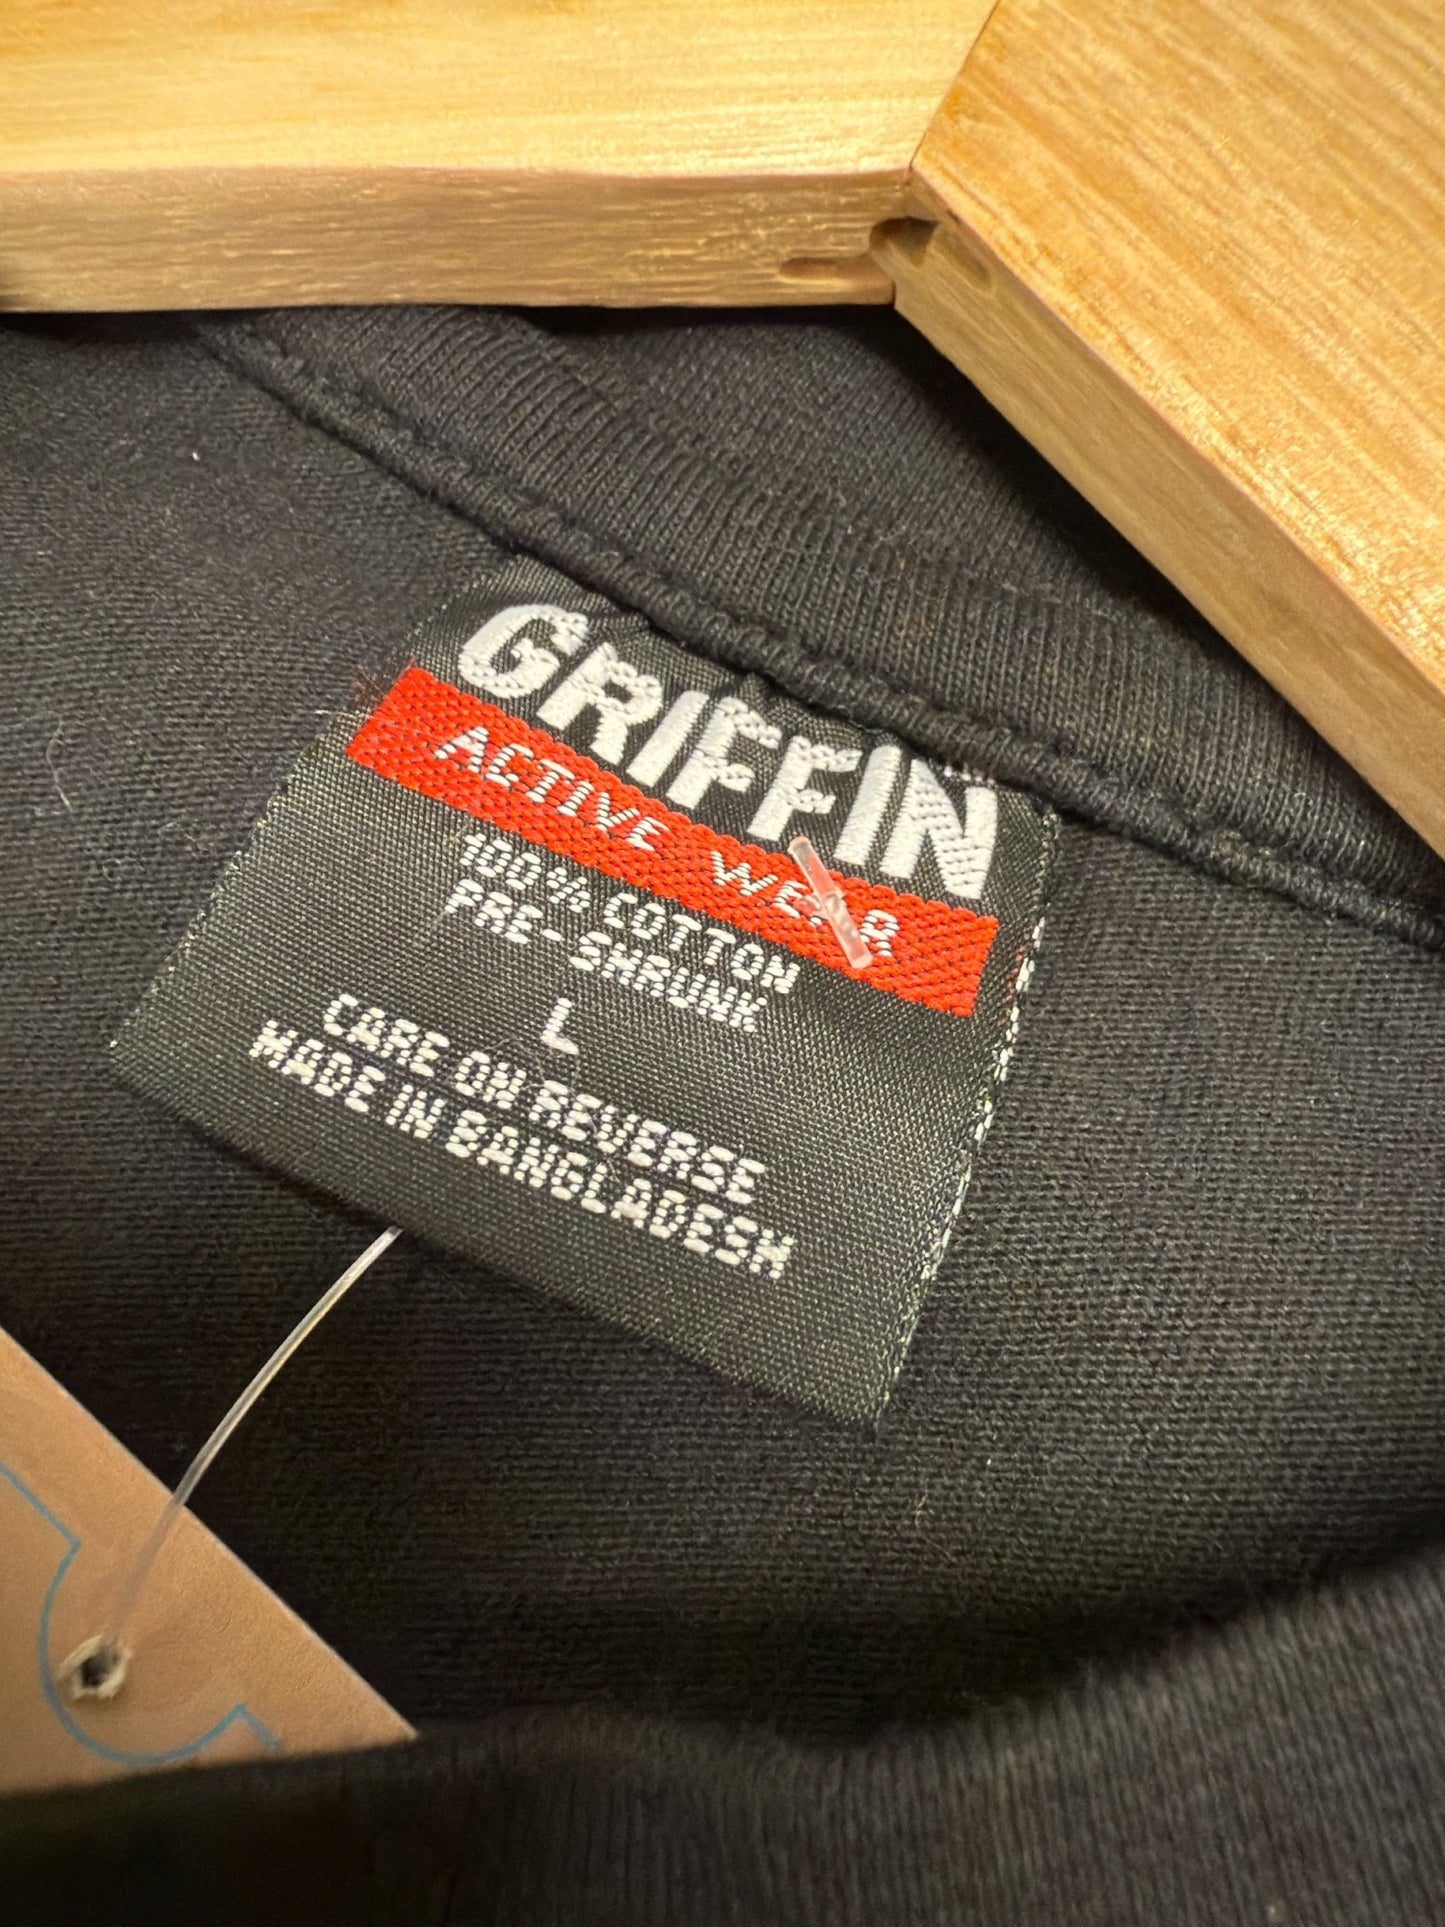 GRIFFIN
ACTIVE WEAR
100% COTTON
PRE-SHRUNK
L
CARE ON REVERSE
MADE IN BANGLADESH